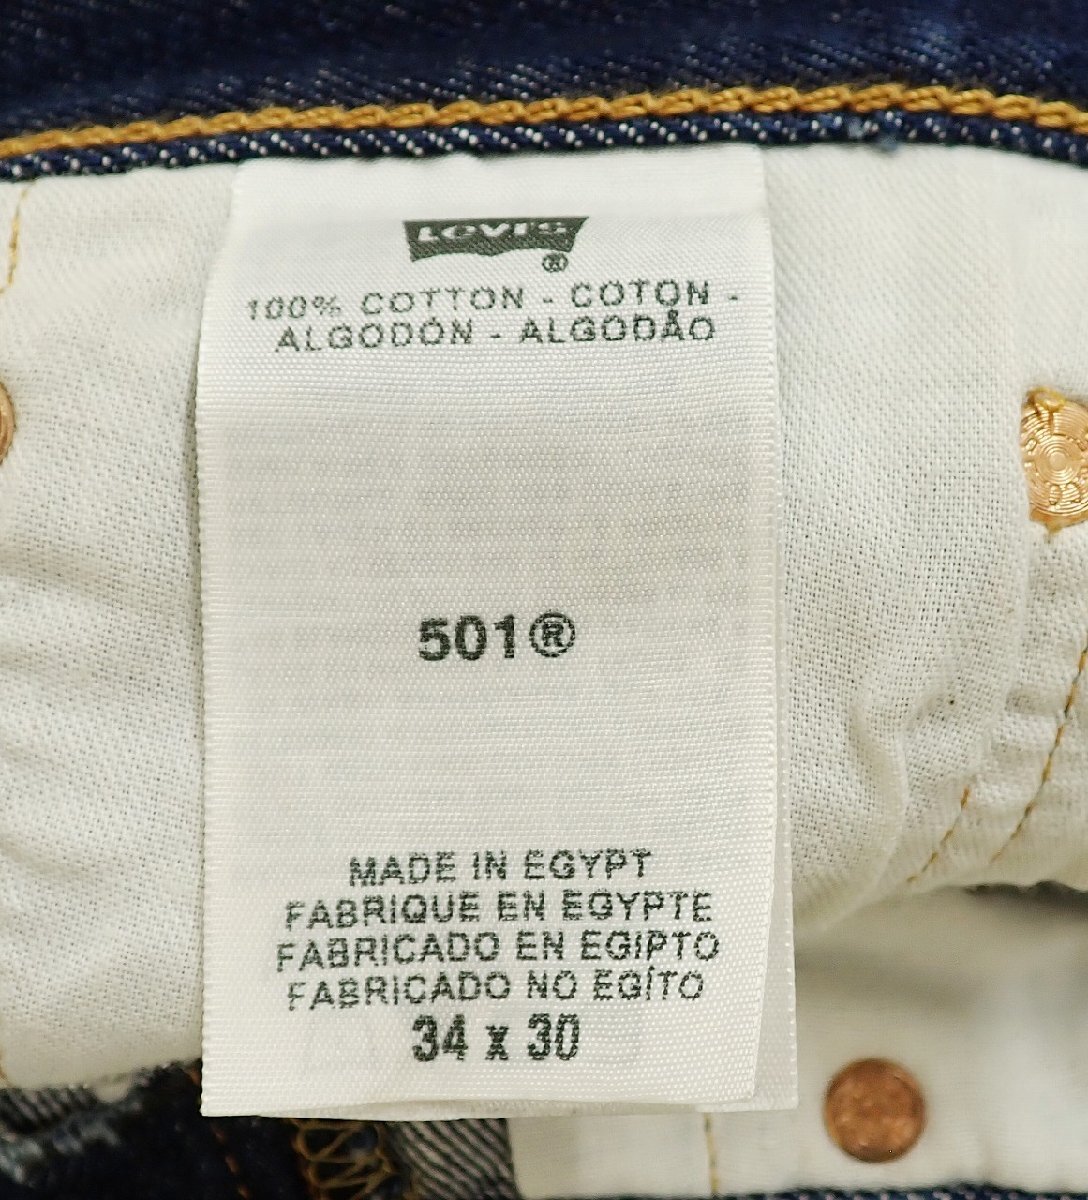 LEVI'S
®
100% COTTON - COTON -
ALGODÓN - ALGODÃO
501®
MADE IN EGYPT
FABRIQUE EN EGYPTE
FABRICADO EN EGIPTO
FABRICADO NO EGÍTO
34 x 30